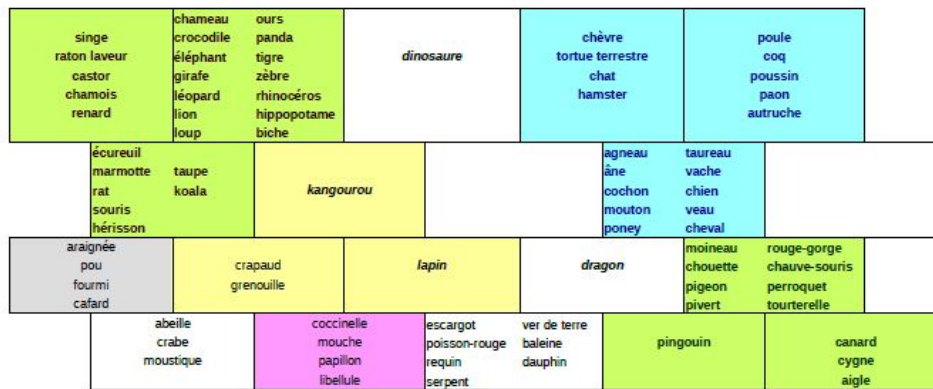 singe
raton laveur
castor
chamois
renard
chameau ours
crocodile panda
éléphant tigre
girafe zèbre
léopard rhinocéros
lion hippopotame
loup biche
dinosaure
chèvre
tortue terrestre
chat
hamster
poule
coq
poussin
paon
autruche
écureuil
marmotte taupe
rat koala
souris
hérisson
kangourou
agneau taureau
âne vache
cochon chien
mouton veau
poney cheval
araignée
pou
fourmi
cafard
crapaud
grenouille
lapin
dragon
moineau rouge-gorge
chouette chauve-souris
pigeon perroquet
pivert tourterelle
abeille
crabe
moustique
coccinelle
mouche
papillon
libellule
escargot ver de terre
poisson-rouge baleine
requin dauphin
serpent
pingouin
canard
cygne
aigle